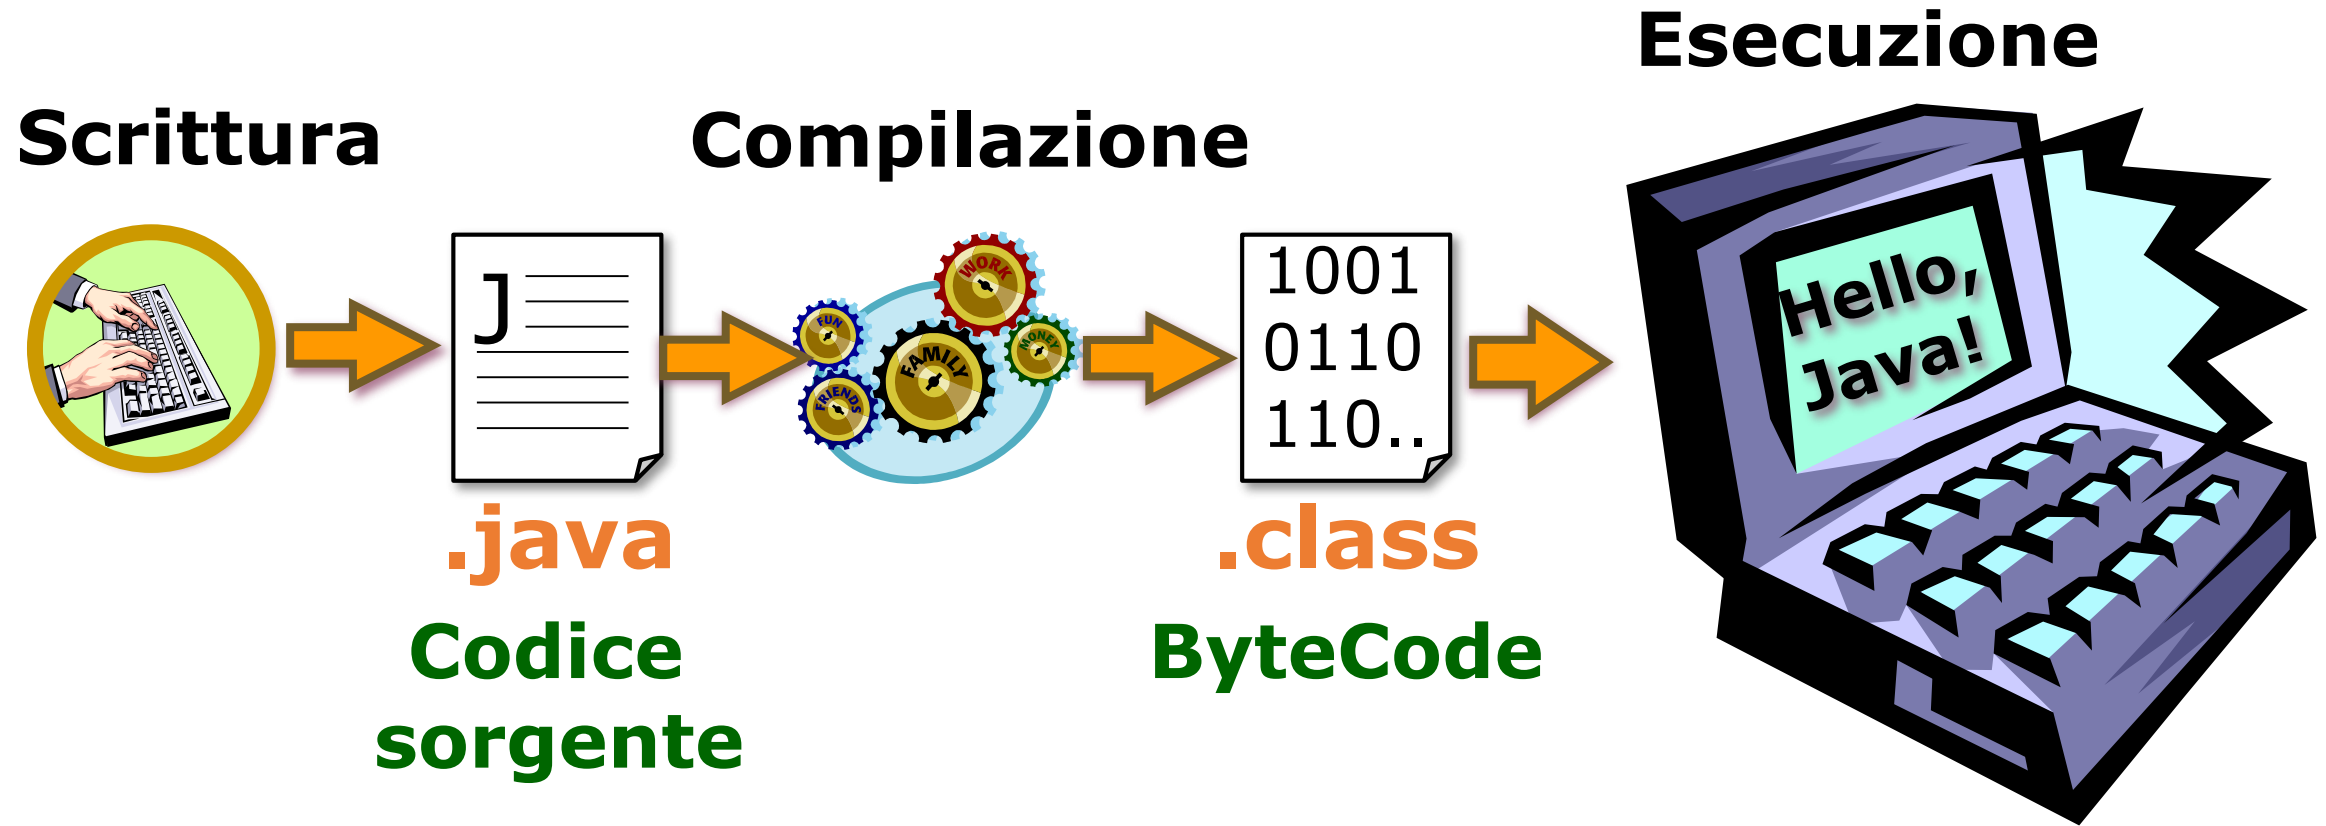 Scrittura
Compilazione
Esecuzione
J
FUN
WORK
MONEY
FAMILY
FRIENDS
1001
0110
110..
Hello,
Java!
.java
.class
Codice
sorgente
ByteCode